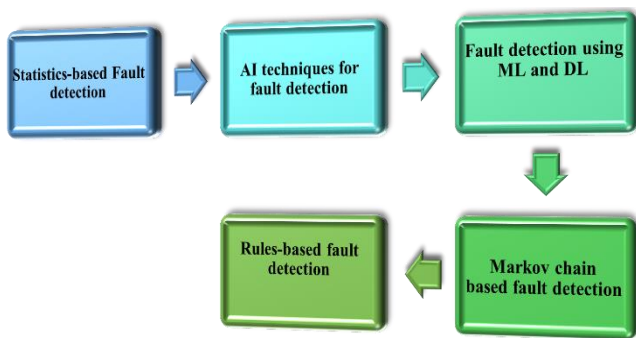 Statistics-based Fault
detection
AI techniques for
fault detection
Fault detection using
ML and DL
Markov chain
based fault detection
Rules-based fault
detection